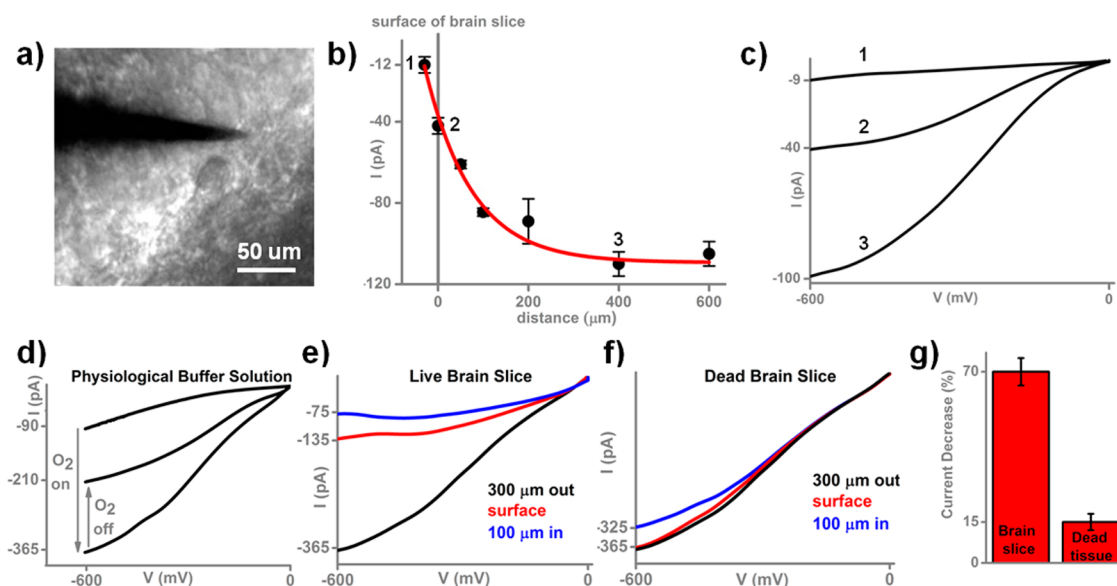 a)
50 um
b)
surface of brain slice
I (pA)
-12
-40
-80
-120
1
2
3
0
200
400
600
distance (μm)
c)
I (pA)
-9
-40
-100
1
2
3
-600
0
V (mV)
d)
Physiological Buffer Solution
I (pA)
-90
-210
-365
O2
on
O2
off
-600
0
V (mV)
e)
Live Brain Slice
I (pA)
-75
-135
-365
300 μm out
surface
100 μm in
-600
0
V (mV)
f)
Dead Brain Slice
I (pA)
-325
-365
300 μm out
surface
100 μm in
-600
0
V (mV)
g)
Current Decrease (%)
70
15
0
Brain
slice
Dead
tissue